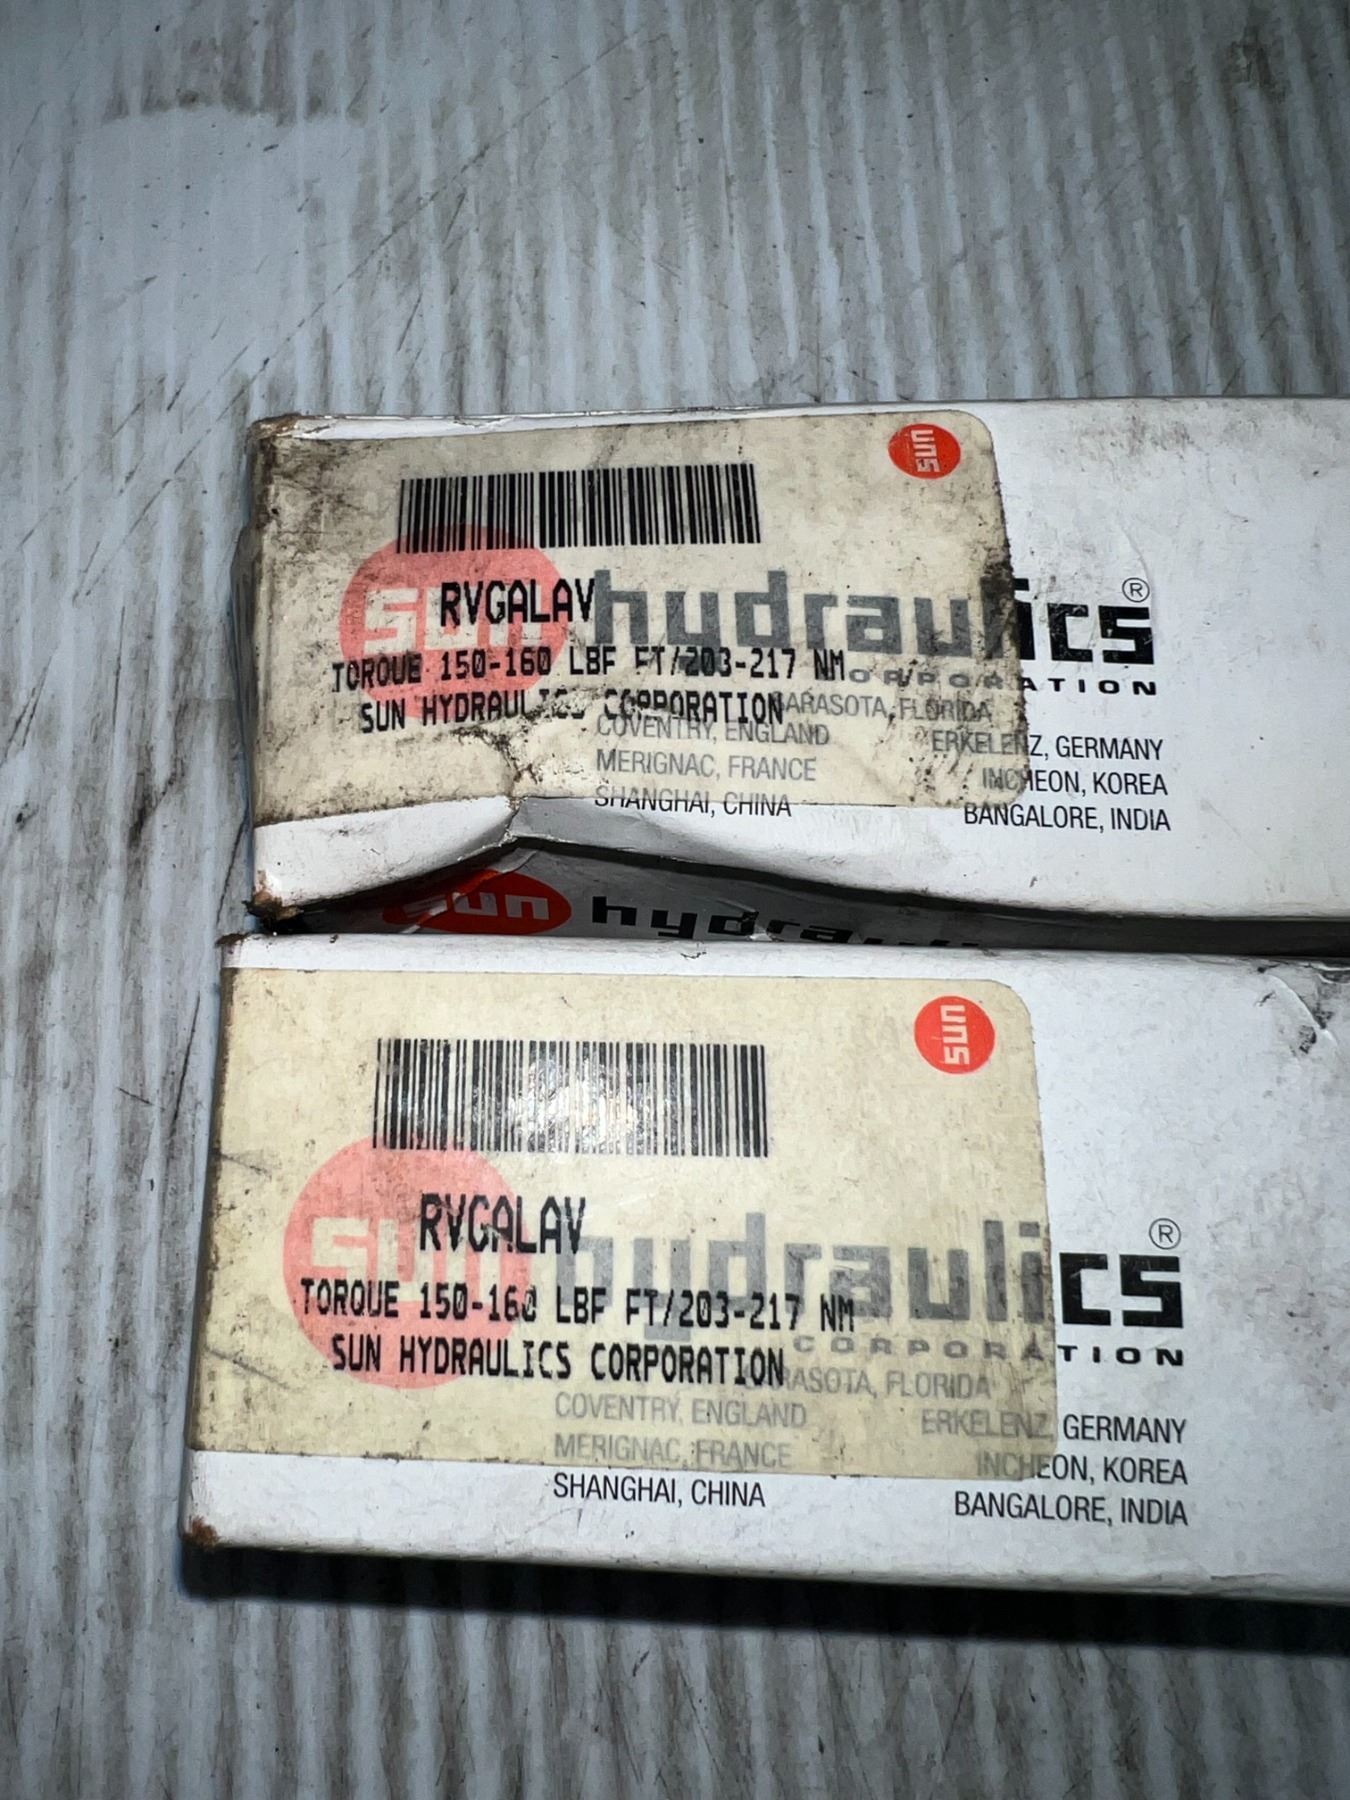 sun
RVGALAV
sun hydraulics®
TORQUE 150-160 LBF FT/203-217 NM
CORPORATION
SUN HYDRAULICS CORPORATION
SARASOTA, FLORIDA
COVENTRY, ENGLAND ERKELENZ, GERMANY
MERIGNAC, FRANCE INCHEON, KOREA
SHANGHAI, CHINA BANGALORE, INDIA
sun hydrauli
sun
RVGALAV
sun hydraulics®
TORQUE 150-160 LBF FT/203-217 NM
CORPORATION
SUN HYDRAULICS CORPORATION
SARASOTA, FLORIDA
COVENTRY, ENGLAND ERKELENZ, GERMANY
MERIGNAC, FRANCE INCHEON, KOREA
SHANGHAI, CHINA BANGALORE, INDIA